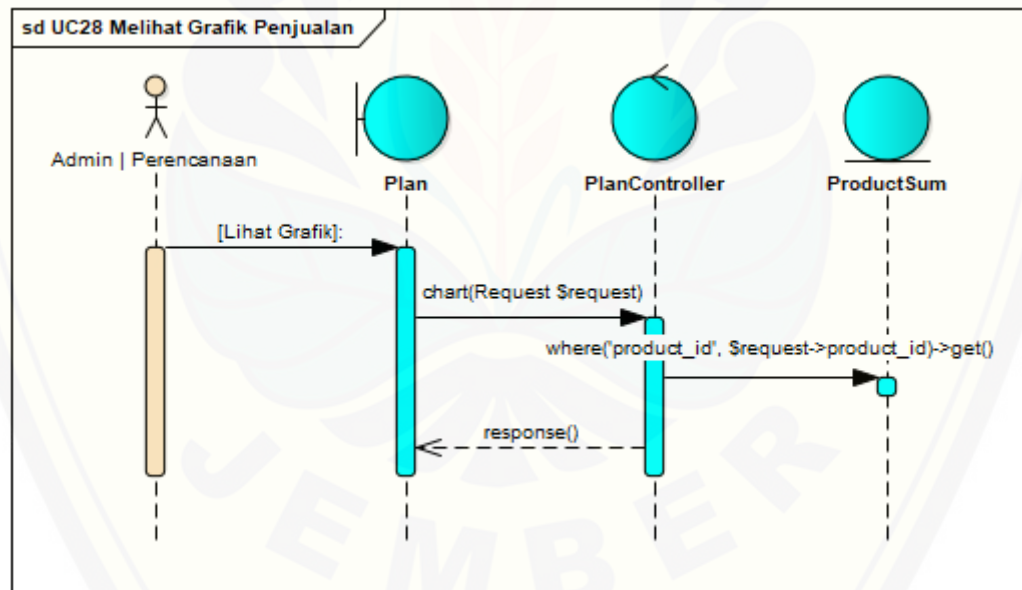 sd UC28 Melihat Grafik Penjualan
Admin | Perencanaan
Plan
PlanController
ProductSum
[Lihat Grafik]:
chart(Request $request)
where('product_id', $request->product_id)->get()
response()
JEMBER